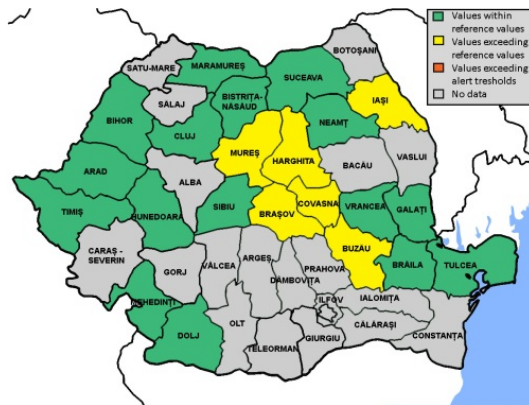 Values within
reference values
Values exceeding
reference values
Values exceeding
alert tresholds
No data
BOTOȘANI
SATU-MARE
MARAMUREȘ
SUCEAVA
SĂLAJ
BISTRIȚA-
NĂSĂUD
IAȘI
BIHOR
CLUJ
NEAMȚ
MUREȘ
HARGHITA
BACĂU
VASLUI
ARAD
ALBA
TIMIȘ
HUNEDOARA
SIBIU
BRAȘOV
COVASNA
VRANCEA
GALAȚI
CARAȘ -
SEVERIN
GORJ
VÂLCEA
ARGEȘ
PRAHOVA
BUZĂU
BRĂILA
TULCEA
DÂMBOVIȚA
MEHEDINȚI
ILFOV
IALOMIȚA
DOLJ
OLT
TELEORMAN
GIURGIU
CĂLĂRAȘI
CONSTANȚA